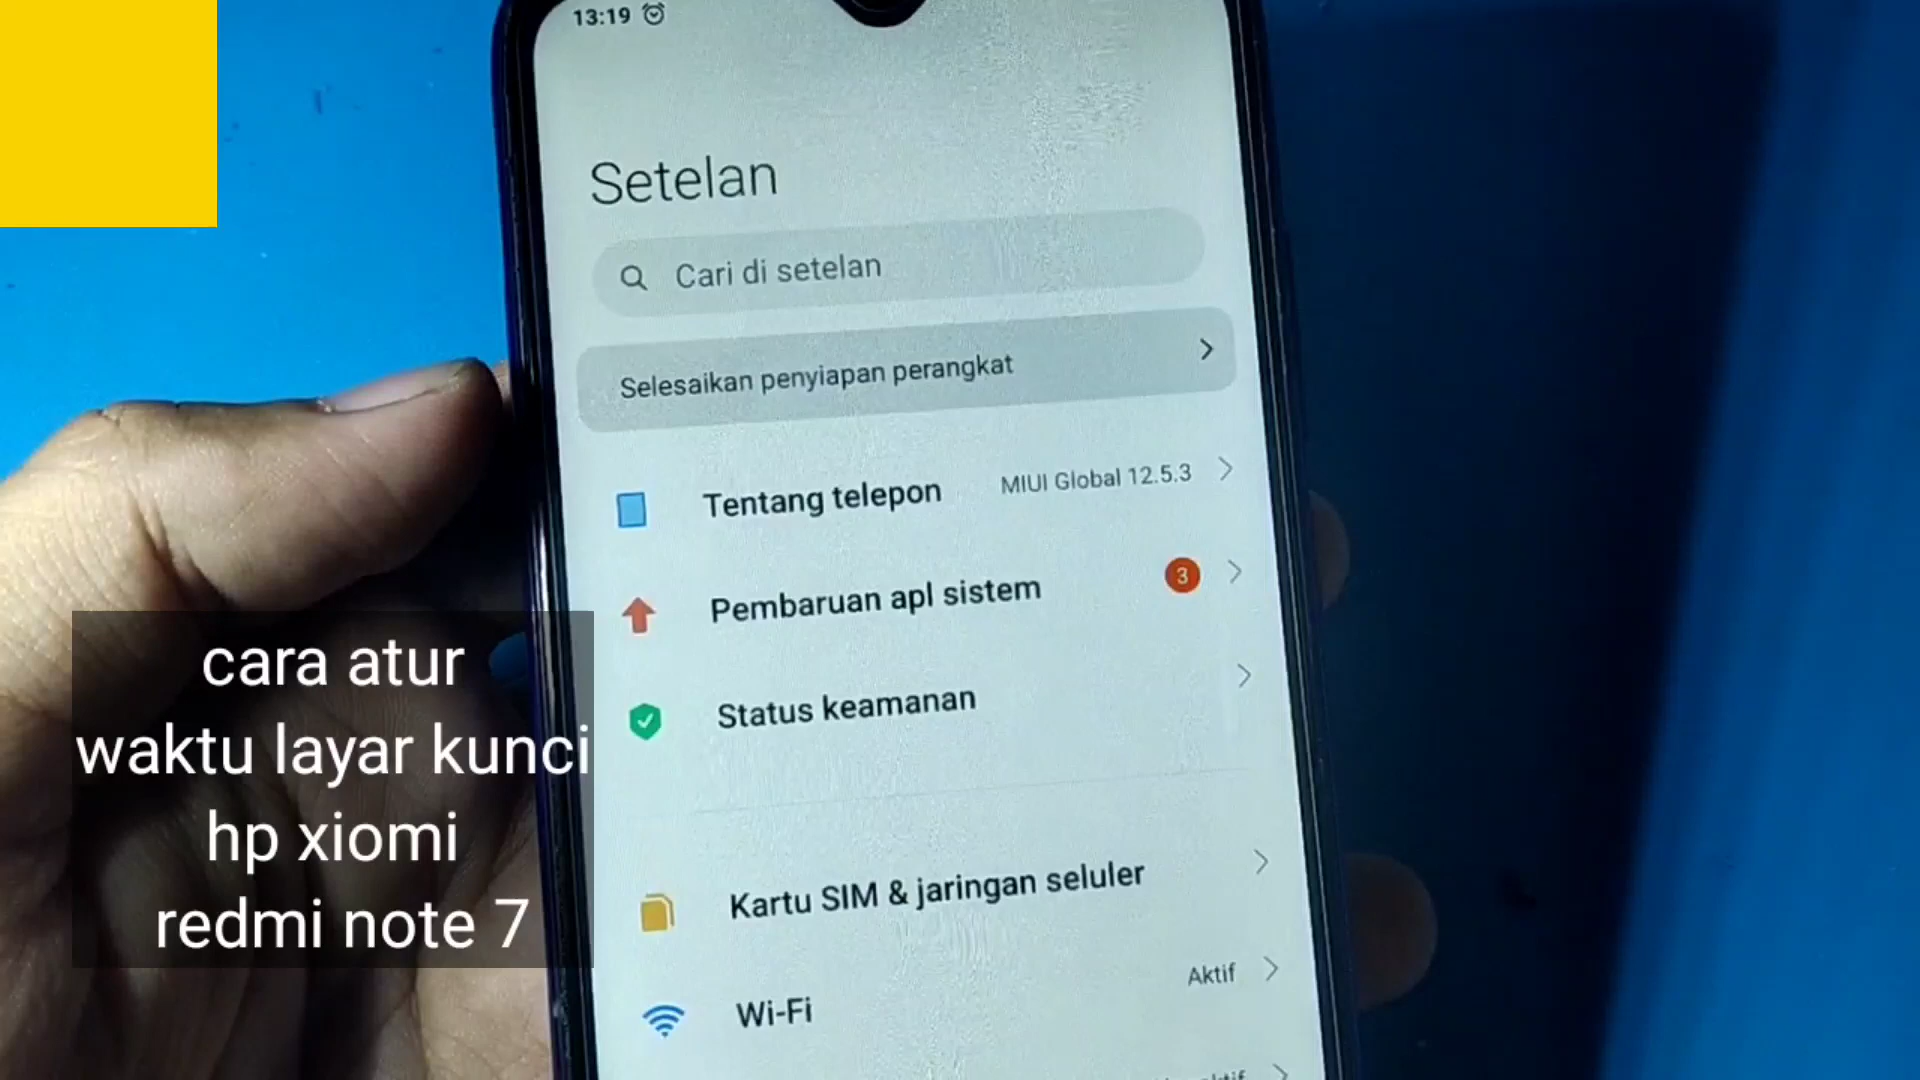 13:19
Setelan
Cari di setelan
Selesaikan penyiapan perangkat
Tentang telepon MIUI Global 12.5.3
Pembaruan apl sistem 3
Status keamanan
Kartu SIM & jaringan seluler
Wi-Fi Aktif
cara atur
waktu layar kunci
hp xiomi
redmi note 7